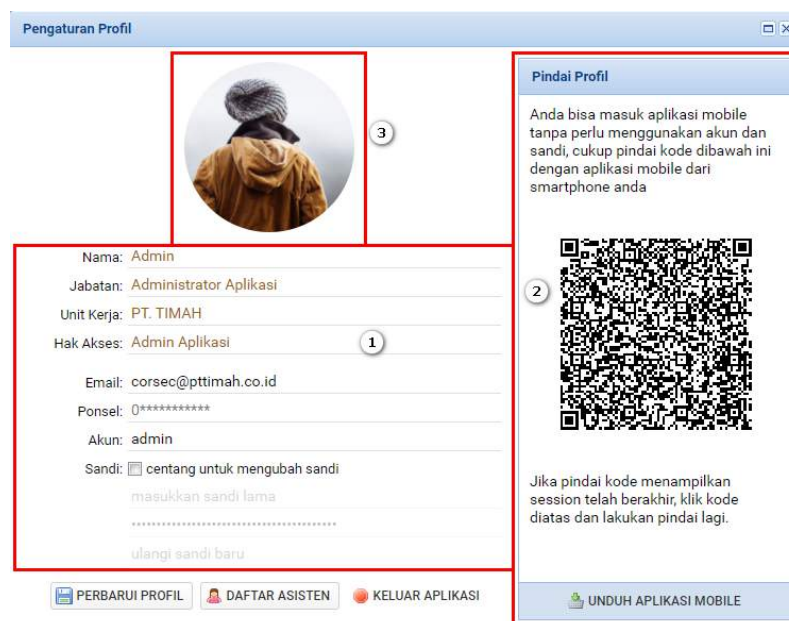 Pengaturan Profil
3
Nama: Admin
Jabatan: Administrator Aplikasi
Unit Kerja: PT. TIMAH
Hak Akses: Admin Aplikasi
1
Email: corsec@pttimah.co.id
Ponsel: 0***********
Akun: admin
Sandi: centang untuk mengubah sandi
masukkan sandi lama
ulangi sandi baru
PERBARUI PROFIL
DAFTAR ASISTEN
KELUAR APLIKASI
Pindai Profil
Anda bisa masuk aplikasi mobile
tanpa perlu menggunakan akun dan
sandi, cukup pindai kode dibawah ini
dengan aplikasi mobile dari
smartphone anda
2
Jika pindai kode menampilkan
session telah berakhir, klik kode
diatas dan lakukan pindai lagi.
UNDUH APLIKASI MOBILE